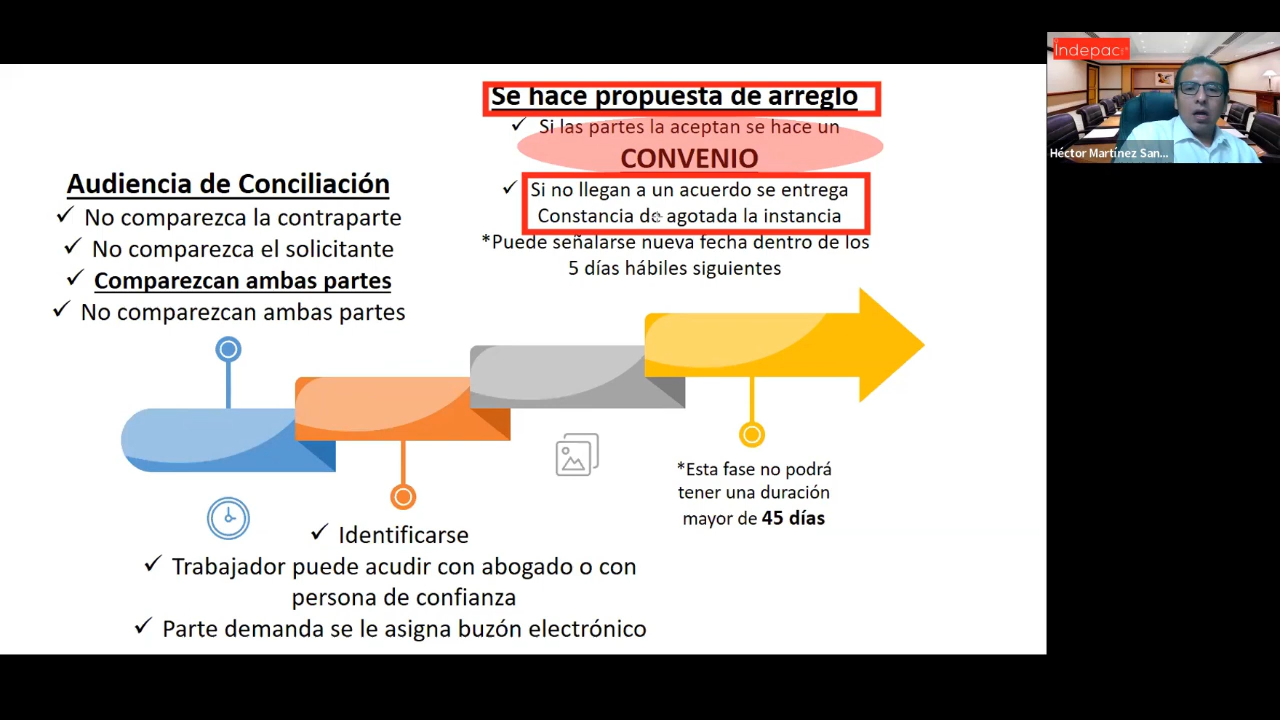 Se hace propuesta de arreglo
✓ Si las partes la aceptan se hace un
CONVENIO
✓ Si no llegan a un acuerdo se entrega
Constancia de agotada la instancia
*Puede señalarse nueva fecha dentro de los
5 días hábiles siguientes
Audiencia de Conciliación
✓ No comparezca la contraparte
✓ No comparezca el solicitante
✓ Comparezcan ambas partes
✓ No comparezcan ambas partes
*Esta fase no podrá
tener una duración
mayor de 45 días
✓ Identificarse
✓ Trabajador puede acudir con abogado o con
persona de confianza
✓ Parte demanda se le asigna buzón electrónico
Indepac
Héctor Martínez San...